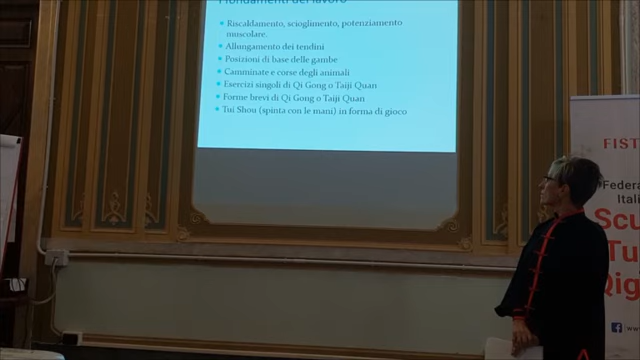 Fondamenti del lavoro
Riscaldamento, scioglimento, potenziamento
muscolare.
Allungamento dei tendini
Posizioni di base delle gambe
Camminate e corse degli animali
Esercizi singoli di Qi Gong o Taiji Quan
Forme brevi di Qi Gong o Taiji Quan
Tui Shou (spinta con le mani) in forma di gioco
FIST
Federa
Itali
Scu
Tu
Qig